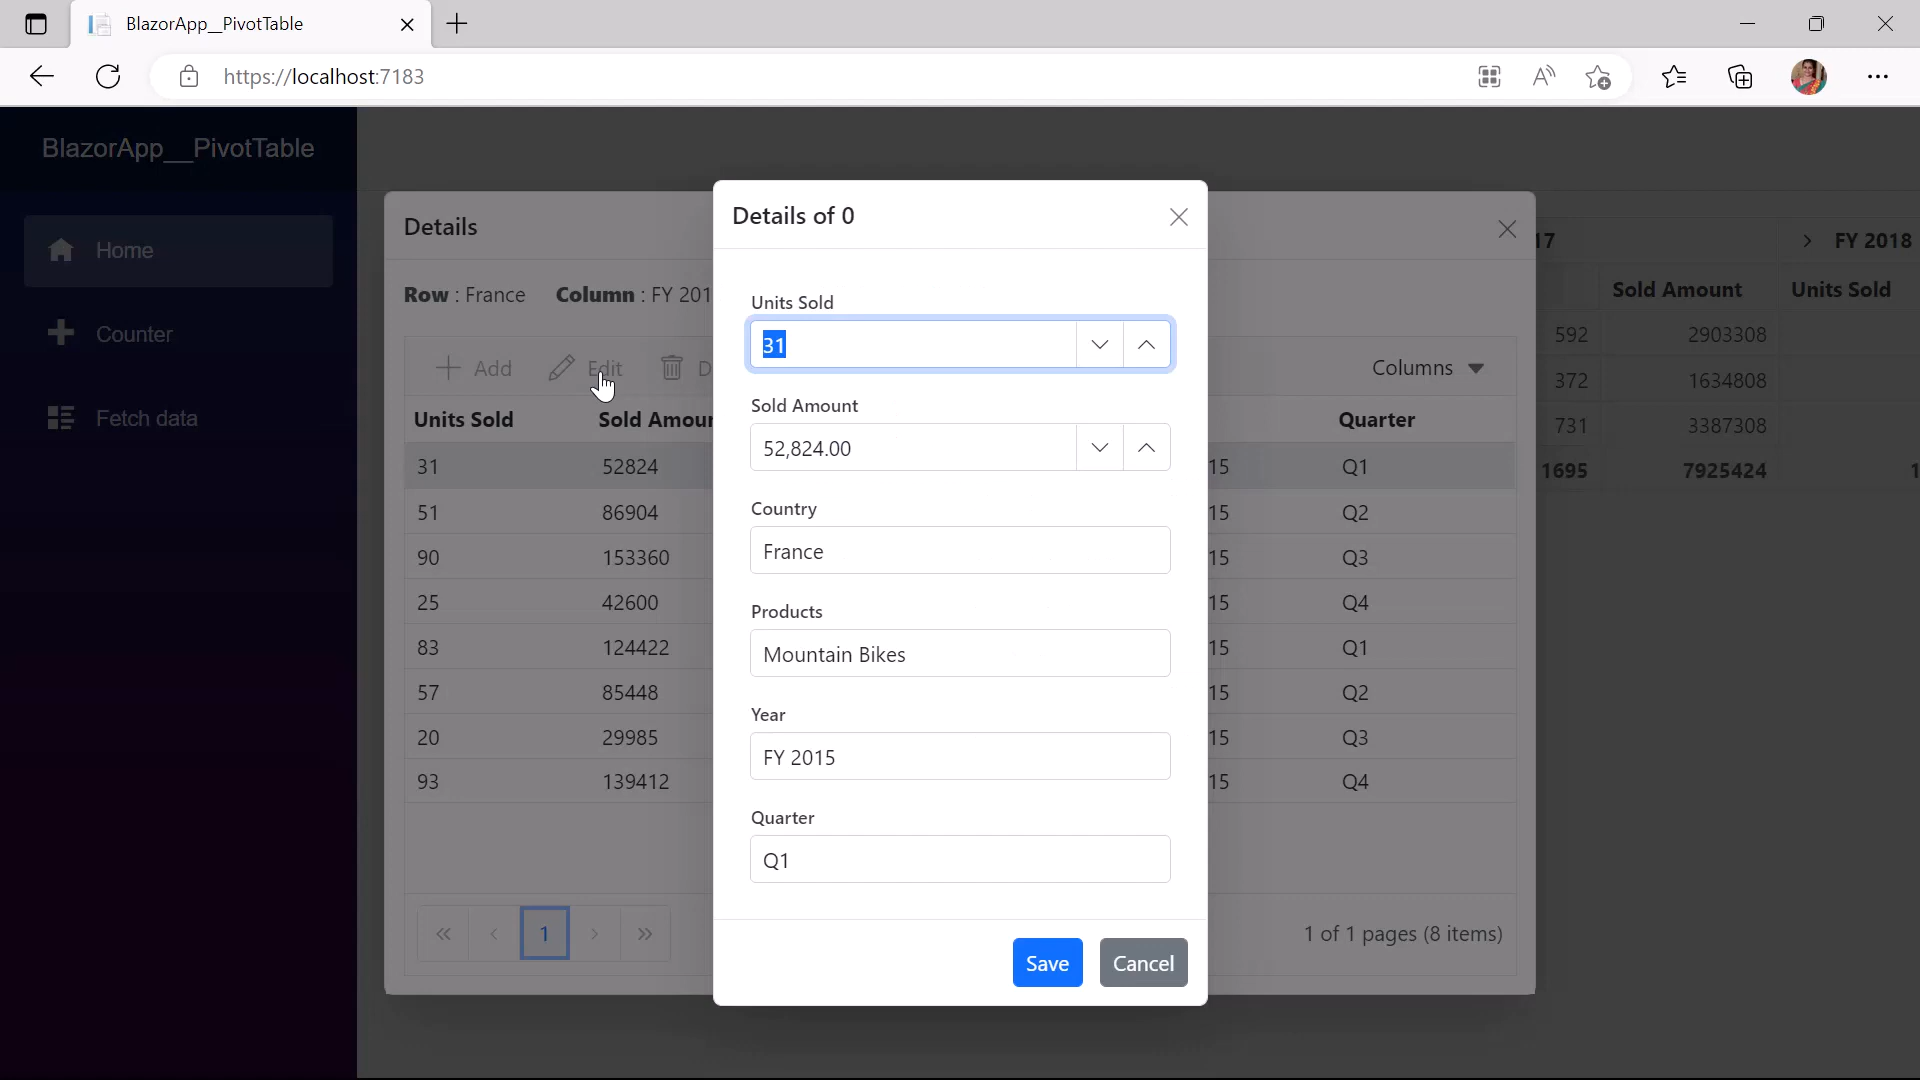 BlazorApp__PivotTable
https://localhost:7183
BlazorApp__PivotTable
Home
Counter
Fetch data
Details
Row : France Column : FY 201
Add Edit D
Columns
Units Sold Sold Amoun Quarter
31 52824 15 Q1
51 86904 15 Q2
90 153360 15 Q3
25 42600 15 Q4
83 124422 15 Q1
57 85448 15 Q2
20 29985 15 Q3
93 139412 15 Q4
1
1 of 1 pages (8 items)
Details of 0
Units Sold
31
Sold Amount
52,824.00
Country
France
Products
Mountain Bikes
Year
FY 2015
Quarter
Q1
Save Cancel
17 FY 2018
Sold Amount Units Sold
592 2903308
372 1634808
731 3387308
1695 7925424 1